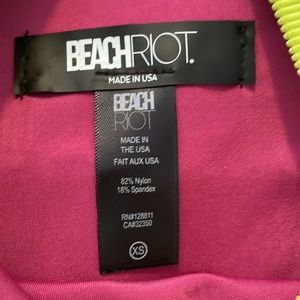 BEACHRIOT.
MADE IN USA
BEACH
RIOT
MADE IN
THE USA
FAIT AUX USA
82% Nylon
18% Spandex
RN#128811
CA#32350
XS